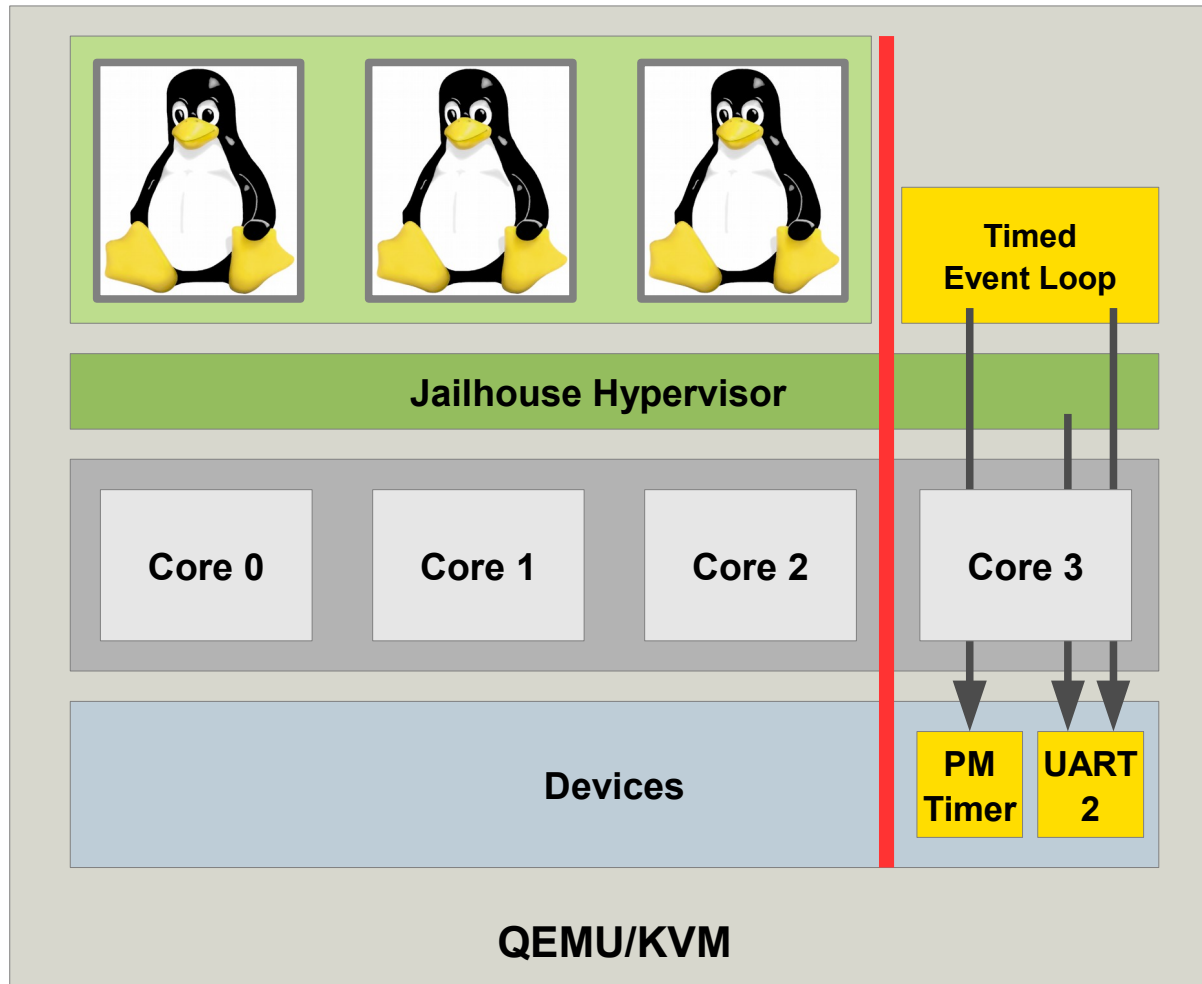 Timed
Event Loop
Jailhouse Hypervisor
Core 0
Core 1
Core 2
Core 3
Devices
PM
Timer
UART
2
QEMU/KVM